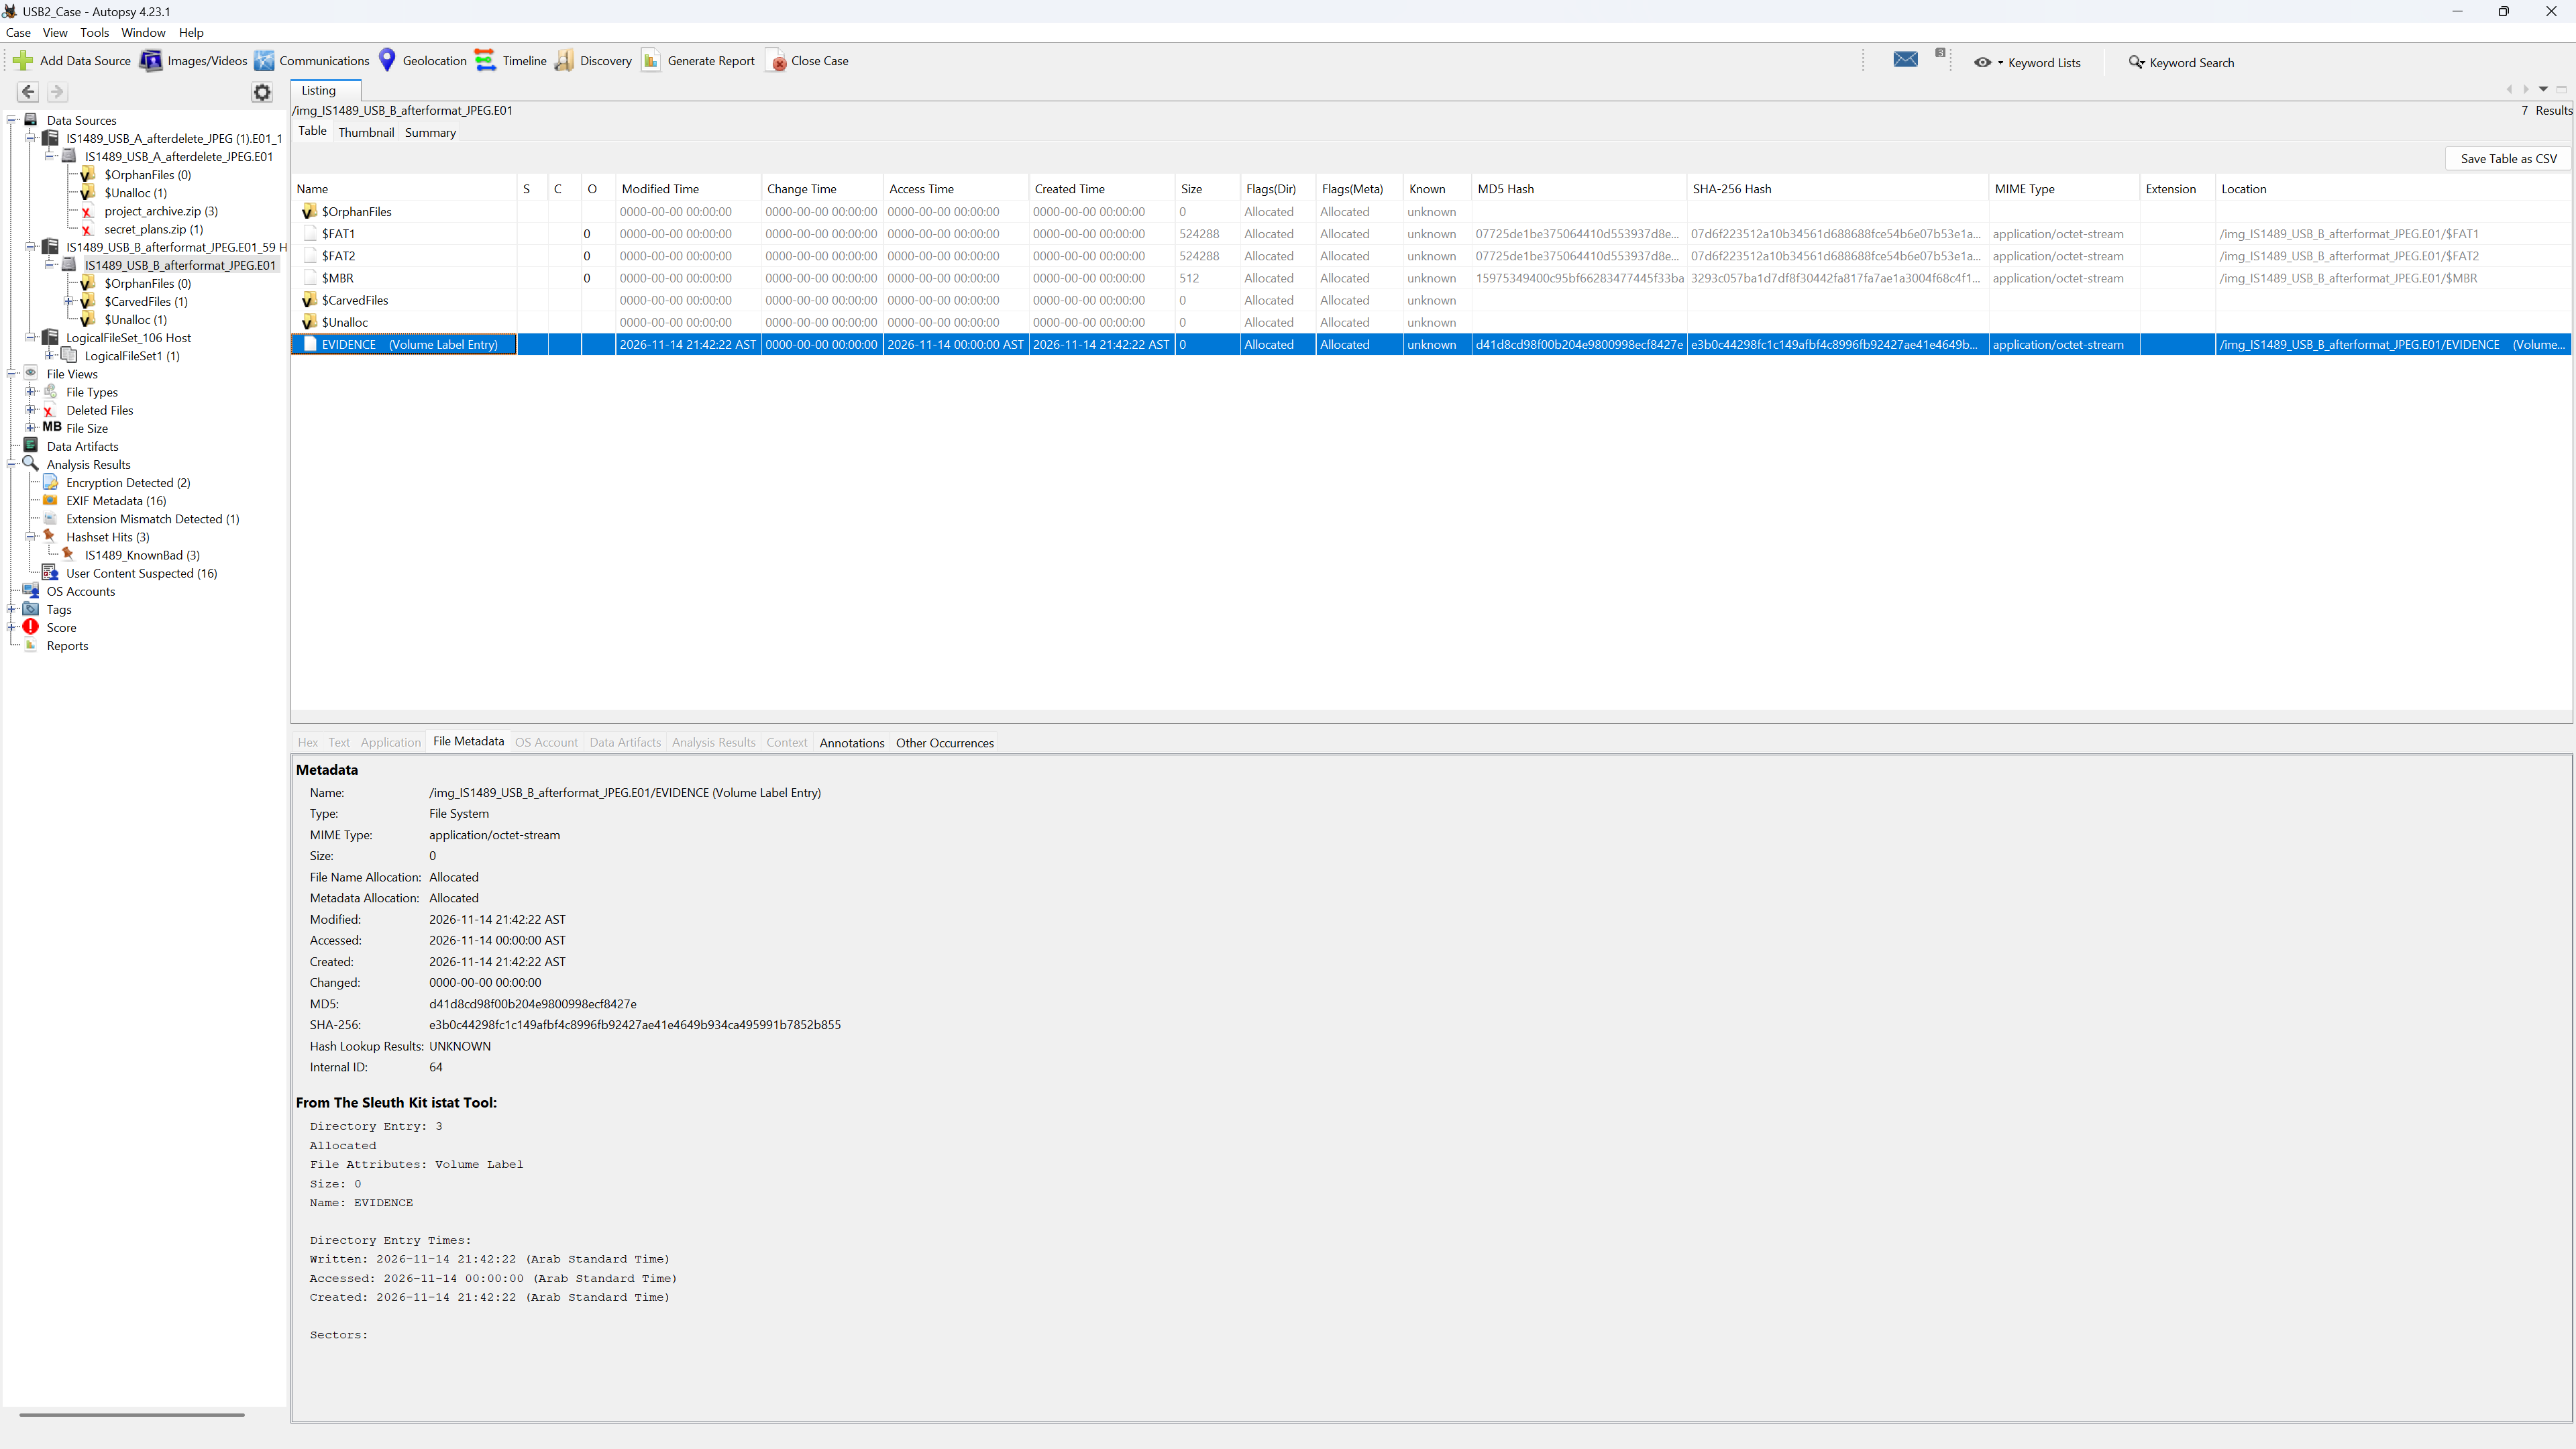 USB2_Case - Autopsy 4.23.1
Case View Tools Window Help
Add Data Source Images/Videos Communications Geolocation Timeline Discovery Generate Report Close Case 3 Keyword Lists Keyword Search
Data Sources
IS1489_USB_A_afterdelete_JPEG (1).E01_1
IS1489_USB_A_afterdelete_JPEG.E01
$OrphanFiles (0)
$Unalloc (1)
project_archive.zip (3)
secret_plans.zip (1)
IS1489_USB_B_afterformat_JPEG.E01_59 H
IS1489_USB_B_afterformat_JPEG.E01
$OrphanFiles (0)
$CarvedFiles (1)
$Unalloc (1)
LogicalFileSet_106 Host
LogicalFileSet1 (1)
File Views
File Types
Deleted Files
MB File Size
Data Artifacts
Analysis Results
Encryption Detected (2)
EXIF Metadata (16)
Extension Mismatch Detected (1)
Hashset Hits (3)
IS1489_KnownBad (3)
User Content Suspected (16)
OS Accounts
Tags
Score
Reports
Listing
/img_IS1489_USB_B_afterformat_JPEG.E01
7 Results
Table Thumbnail Summary
Save Table as CSV
Name S C O Modified Time Change Time Access Time Created Time Size Flags(Dir) Flags(Meta) Known MD5 Hash SHA-256 Hash MIME Type Extension Location
$OrphanFiles 0000-00-00 00:00:00 0000-00-00 00:00:00 0000-00-00 00:00:00 0000-00-00 00:00:00 0 Allocated Allocated unknown
$FAT1 0 0000-00-00 00:00:00 0000-00-00 00:00:00 0000-00-00 00:00:00 0000-00-00 00:00:00 524288 Allocated Allocated unknown 07725de1be375064410d553937d8e... 07d6f223512a10b34561d688688fce54b6e07b53e1a... application/octet-stream /img_IS1489_USB_B_afterformat_JPEG.E01/$FAT1
$FAT2 0 0000-00-00 00:00:00 0000-00-00 00:00:00 0000-00-00 00:00:00 0000-00-00 00:00:00 524288 Allocated Allocated unknown 07725de1be375064410d553937d8e... 07d6f223512a10b34561d688688fce54b6e07b53e1a... application/octet-stream /img_IS1489_USB_B_afterformat_JPEG.E01/$FAT2
$MBR 0 0000-00-00 00:00:00 0000-00-00 00:00:00 0000-00-00 00:00:00 0000-00-00 00:00:00 512 Allocated Allocated unknown 15975349400c95bf66283477445f33ba 3293c057ba1d7df8f30442fa817fa7ae1a3004f68c4f1... application/octet-stream /img_IS1489_USB_B_afterformat_JPEG.E01/$MBR
$CarvedFiles 0000-00-00 00:00:00 0000-00-00 00:00:00 0000-00-00 00:00:00 0000-00-00 00:00:00 0 Allocated Allocated unknown
$Unalloc 0000-00-00 00:00:00 0000-00-00 00:00:00 0000-00-00 00:00:00 0000-00-00 00:00:00 0 Allocated Allocated unknown
EVIDENCE (Volume Label Entry) 2026-11-14 21:42:22 AST 0000-00-00 00:00:00 2026-11-14 00:00:00 AST 2026-11-14 21:42:22 AST 0 Allocated Allocated unknown d41d8cd98f00b204e9800998ecf8427e e3b0c44298fc1c149afbf4c8996fb92427ae41e4649b... application/octet-stream /img_IS1489_USB_B_afterformat_JPEG.E01/EVIDENCE (Volume...
Hex Text Application File Metadata OS Account Data Artifacts Analysis Results Context Annotations Other Occurrences
Metadata
Name: /img_IS1489_USB_B_afterformat_JPEG.E01/EVIDENCE (Volume Label Entry)
Type: File System
MIME Type: application/octet-stream
Size: 0
File Name Allocation: Allocated
Metadata Allocation: Allocated
Modified: 2026-11-14 21:42:22 AST
Accessed: 2026-11-14 00:00:00 AST
Created: 2026-11-14 21:42:22 AST
Changed: 0000-00-00 00:00:00
MD5: d41d8cd98f00b204e9800998ecf8427e
SHA-256: e3b0c44298fc1c149afbf4c8996fb92427ae41e4649b934ca495991b7852b855
Hash Lookup Results: UNKNOWN
Internal ID: 64
From The Sleuth Kit istat Tool:
Directory Entry: 3
Allocated
File Attributes: Volume Label
Size: 0
Name: EVIDENCE
Directory Entry Times:
Written: 2026-11-14 21:42:22 (Arab Standard Time)
Accessed: 2026-11-14 00:00:00 (Arab Standard Time)
Created: 2026-11-14 21:42:22 (Arab Standard Time)
Sectors: